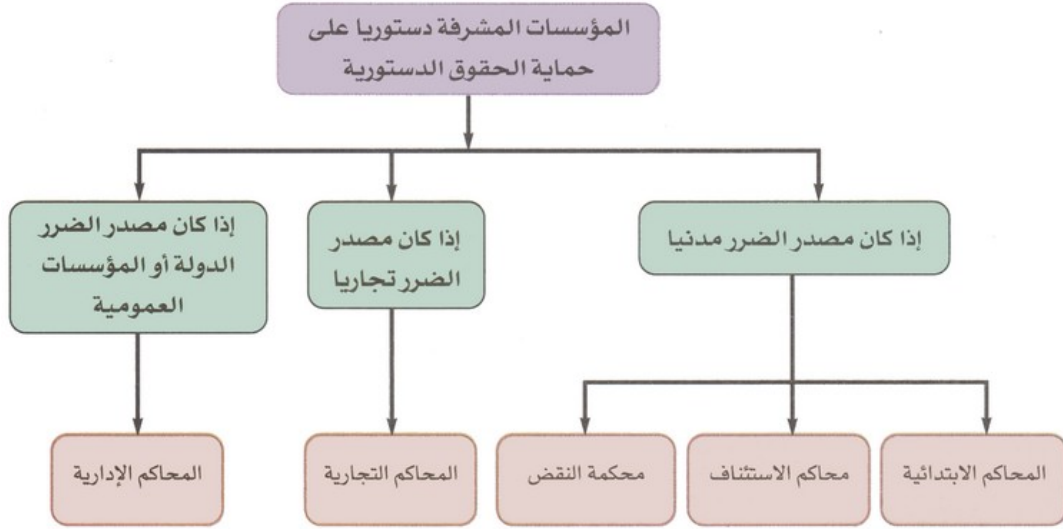 المؤسسات المشرفة دستوريا على
حماية الحقوق الدستورية
إذا كان مصدر الضرر مدنيا
إذا كان مصدر
الضرر تجاريا
إذا كان مصدر الضرر
الدولة أو المؤسسات
العمومية
المحاكم الابتدائية
محاكم الاستئناف
محكمة النقض
المحاكم التجارية
المحاكم الإدارية